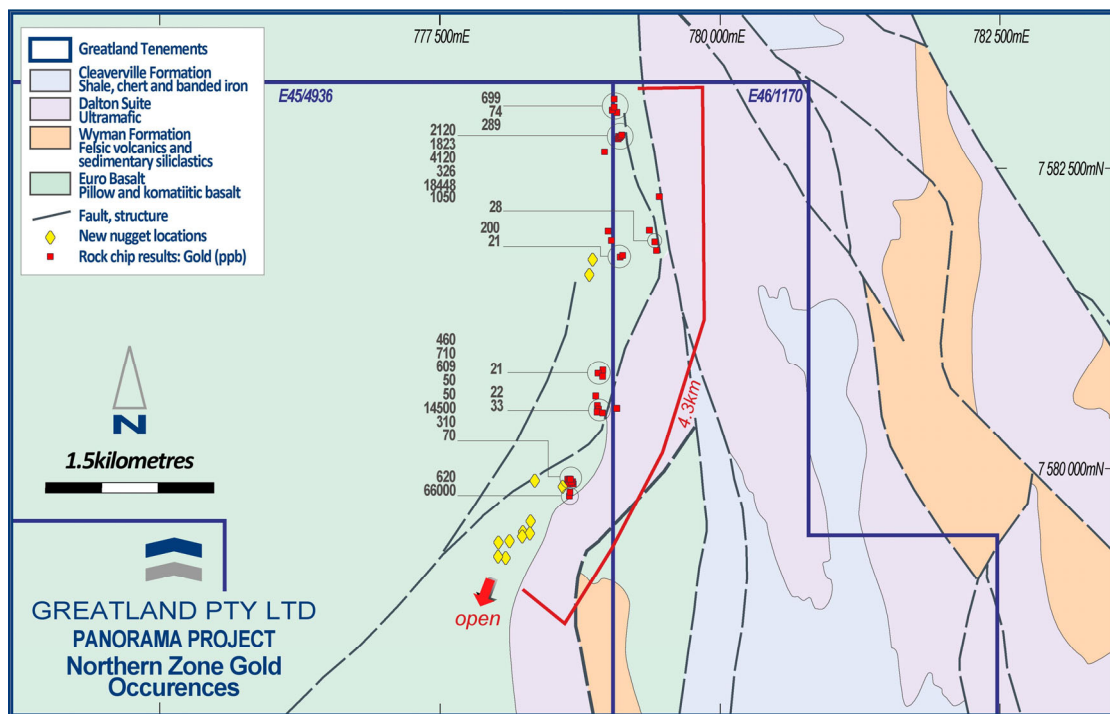 777 500mE
780 000mE
782 500mE
Greatland Tenements
Cleaverville Formation
Shale, chert and banded iron
Dalton Suite
Ultramafic
Wyman Formation
Felsic volcanics and
sedimentary siliclastics
Euro Basalt
Pillow and komatiitic basalt
Fault, structure
New nugget locations
Rock chip results: Gold (ppb)
E45/4936
E46/1170
699
74
289
2120
1823
4120
326
18448
1050
7 582 500mN
28
200
21
460
710
609
50
50
14500
310
70
21
22
33
620
66000
4.3km
7 580 000mN
N
1.5kilometres
open
GREATLAND PTY LTD
PANORAMA PROJECT
Northern Zone Gold
Occurences